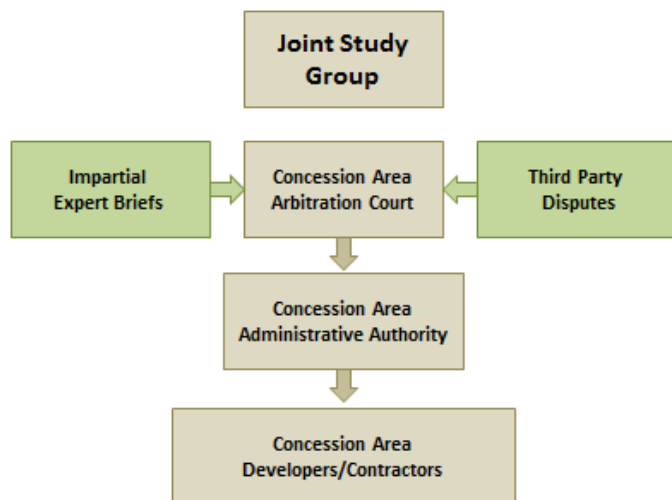 Joint Study
Group
Impartial
Expert Briefs
Concession Area
Arbitration Court
Third Party
Disputes
Concession Area
Administrative Authority
Concession Area
Developers/Contractors